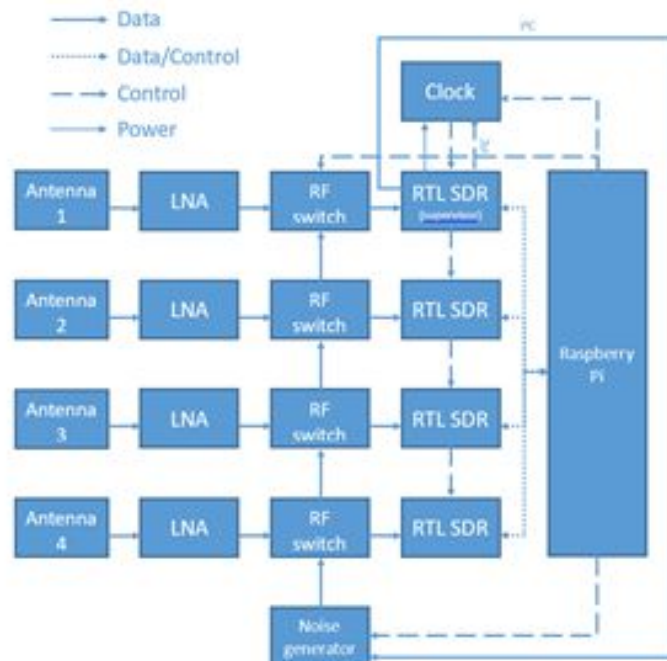 Data
Data/Control
Control
Power
I²C
Clock
Antenna
1
LNA
RF
switch
RTL SDR
(supervisor)
Antenna
2
LNA
RF
switch
RTL SDR
Antenna
3
LNA
RF
switch
RTL SDR
Antenna
4
LNA
RF
switch
RTL SDR
Raspberry
Pi
Noise
generator